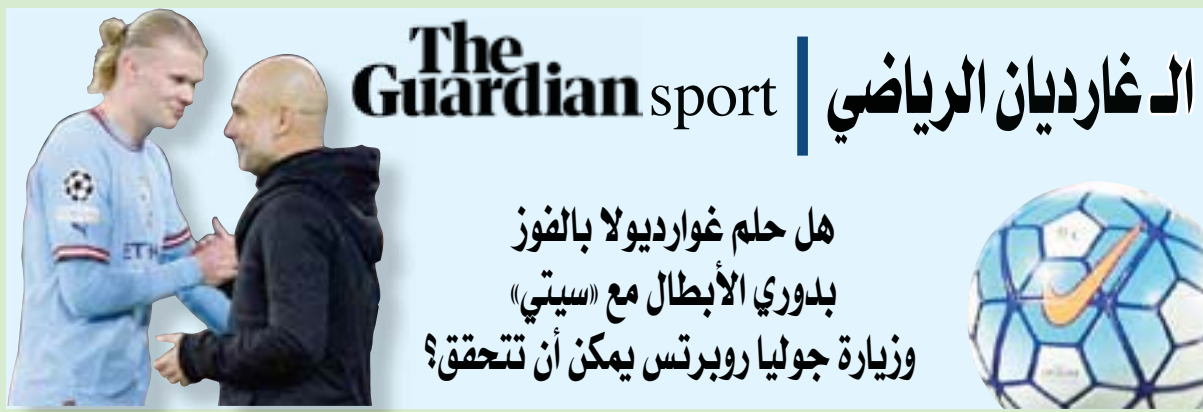 الـ غارديان الرياضي | The Guardian sport
هل حلم غوارديولا بالفوز
بدوري الأبطال مع «سيتي»
وزيارة جوليا روبرتس يمكن أن تتحقق؟